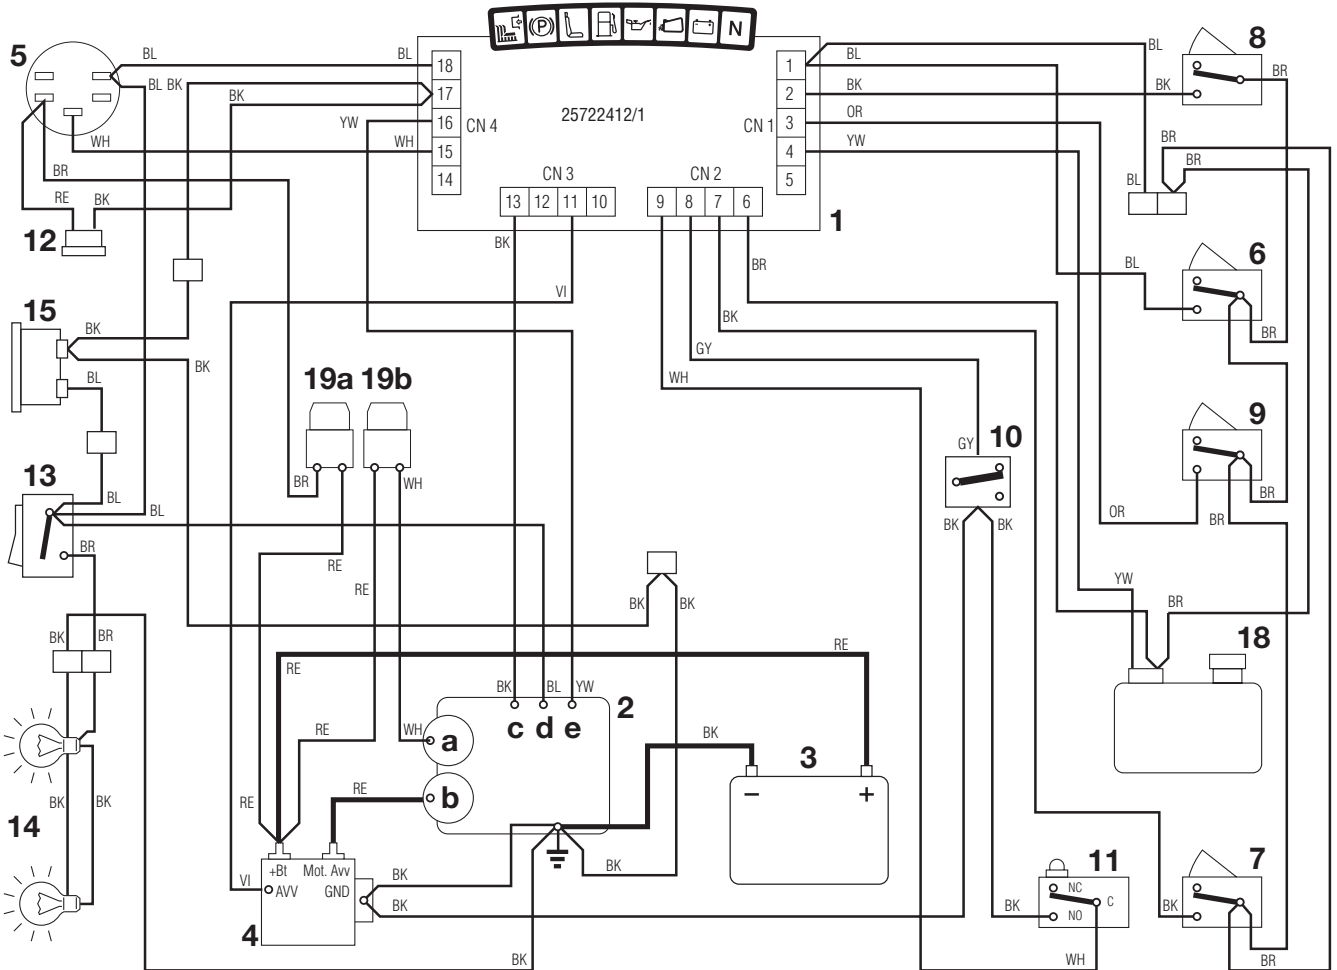 P N
5 8
BL 18 1 BL BL
BL BK 17 2 BK BK BR
BK 25722412/1
YW 16 CN 4 CN 1 3 OR
WH WH 15 4 YW BR
BR 14 CN 3 CN 2 5 BR
RE BK 13 12 11 10 9 8 7 6 BL
12 1
BK BR 6
VI BL
15 BK BK BR
BK GY
BL 19a 19b WH 9
10
13 BR WH GY BR
BL BL OR BR
BR RE BK BK
RE YW
BK BK BR
BK BR RE RE 18
BK BL YW 2
RE WH a c d e BK 3
RE b − +
BK BK RE
14
+Bt Mot. Avv BK 11 7
VI AVV GND BK NC
C
4 BK BK NO BK
BK WH BR